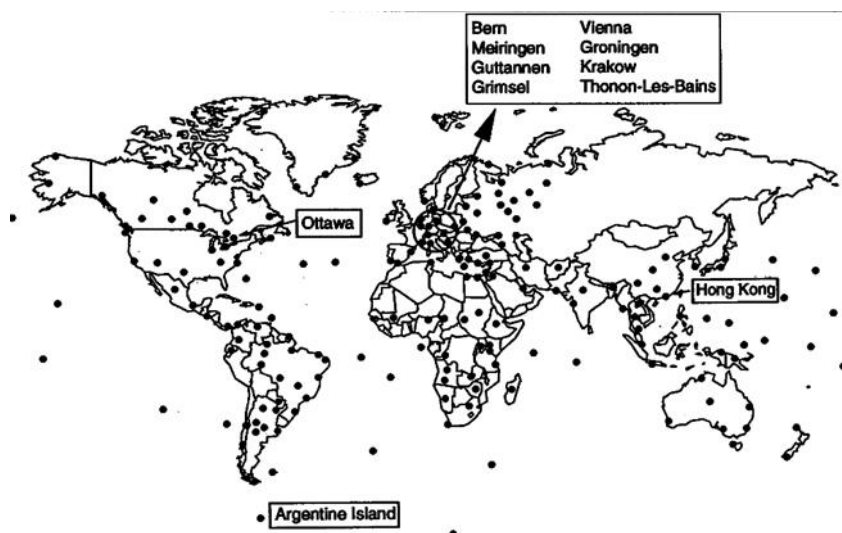 Bern Vienna
Meiringen Groningen
Guttannen Krakow
Grimsel Thonon-Les-Bains
Ottawa
Hong Kong
Argentine Island